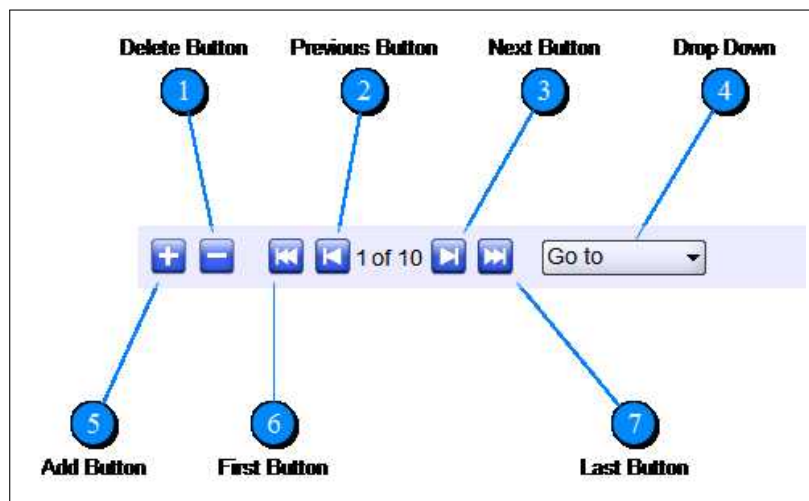 Delete Button
Previous Button
Next Button
Drop Down
1
2
3
4
1 of 10
Go to
5
6
7
Add Button
First Button
Last Button